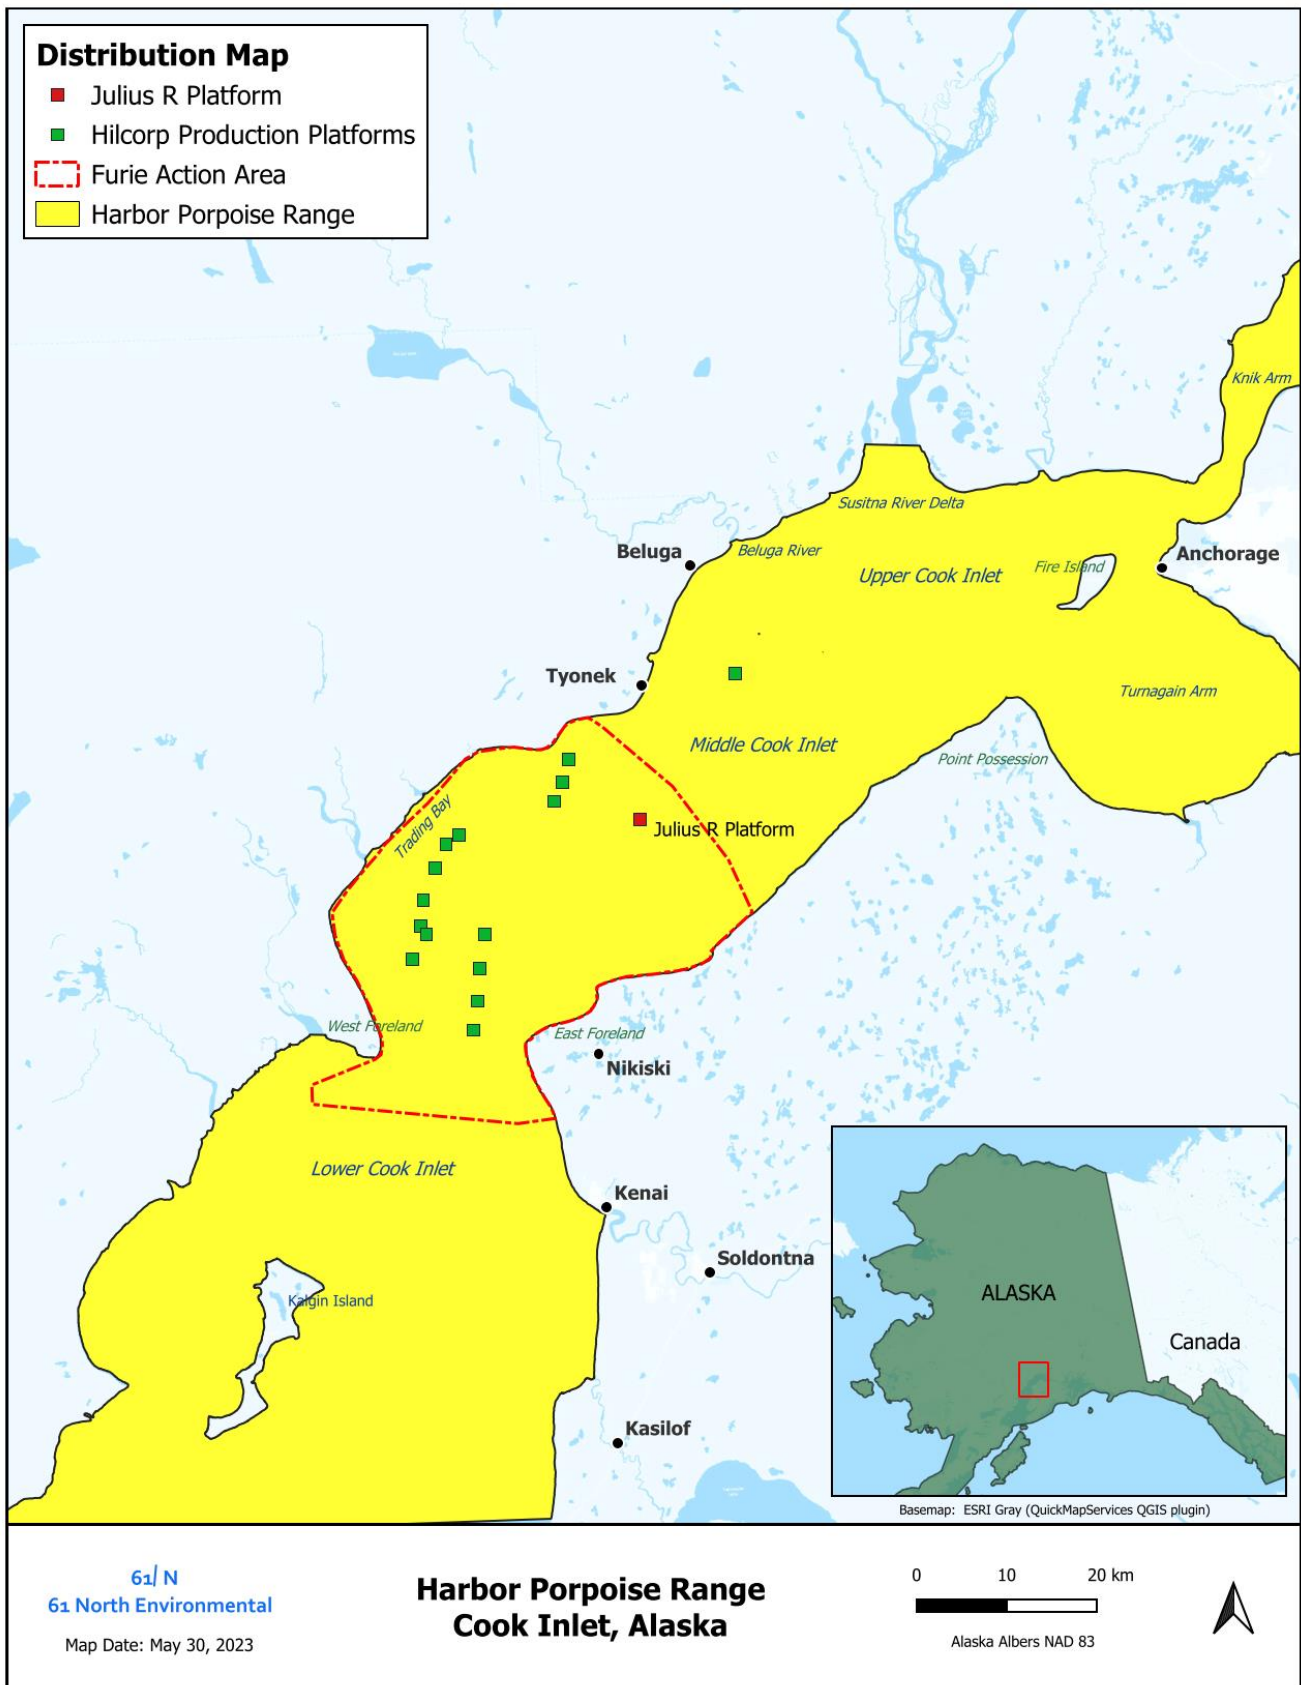 Distribution Map
Julius R Platform
Hilcorp Production Platforms
Furie Action Area
Harbor Porpoise Range
Knik Arm
Susitna River Delta
Beluga
Beluga River
Upper Cook Inlet
Fire Island
Anchorage
Tyonek
Turnagain Arm
Middle Cook Inlet
Point Possession
Trading Bay
Julius R Platform
West Foreland
East Foreland
Nikiski
Lower Cook Inlet
Kenai
Soldontna
Kalgin Island
Kasilof
ALASKA
Canada
Basemap: ESRI Gray (QuickMapServices QGIS plugin)
61/ N
61 North Environmental
Map Date: May 30, 2023
Harbor Porpoise Range
Cook Inlet, Alaska
0 10 20 km
Alaska Albers NAD 83